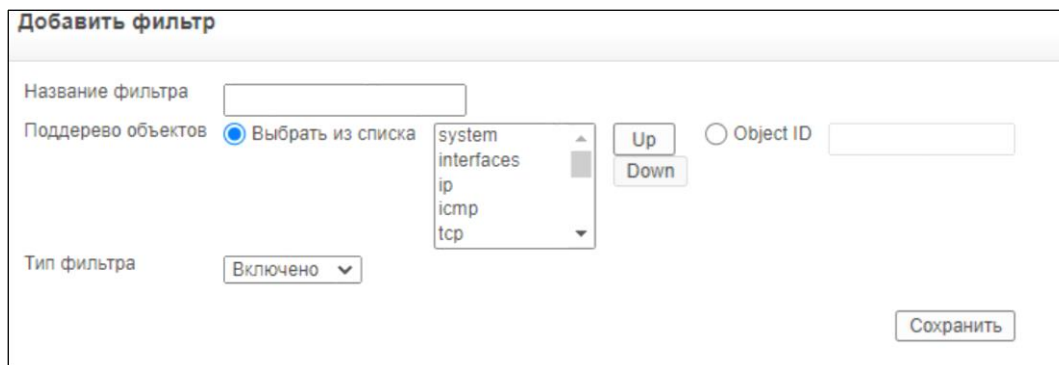 Добавить фильтр
Название фильтра
Поддерево объектов Выбрать из списка system Up Object ID
interfaces Down
ip
icmp
tcp
Тип фильтра Включено
Сохранить